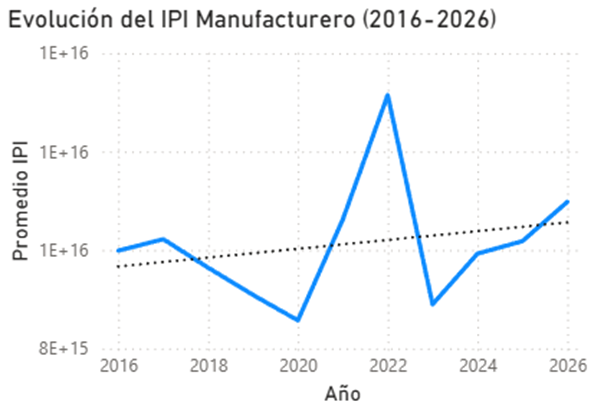 Evolución del IPI Manufacturero (2016-2026)
1E+16
1E+16
1E+16
8E+15
Promedio IPI
2016 2018 2020 2022 2024 2026
Año